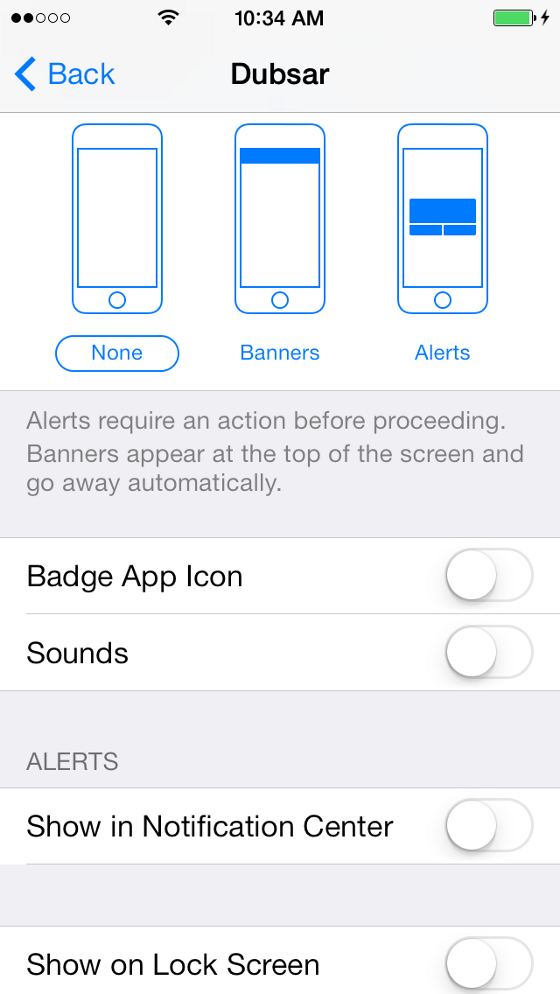 10:34 AM
Back Dubsar
None Banners Alerts
Alerts require an action before proceeding.
Banners appear at the top of the screen and
go away automatically.
Badge App Icon
Sounds
ALERTS
Show in Notification Center
Show on Lock Screen